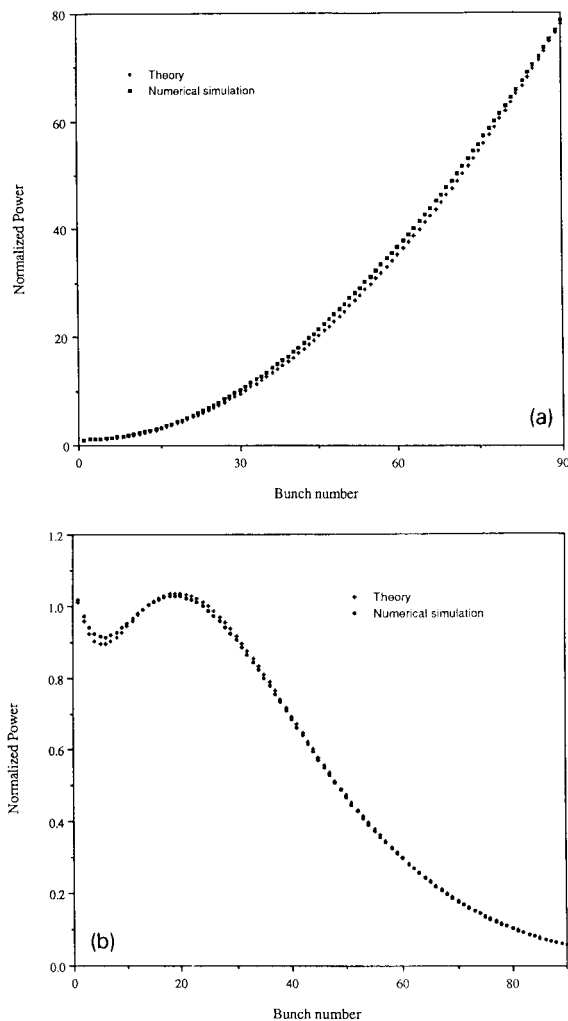 80
60
40
20
0
Normalized Power
Theory
Numerical simulation
(a)
0
30
60
90
Bunch number
1.2
1.0
0.8
0.6
0.4
0.2
0.0
Normalized Power
Theory
Numerical simulation
(b)
0
20
40
60
80
Bunch number